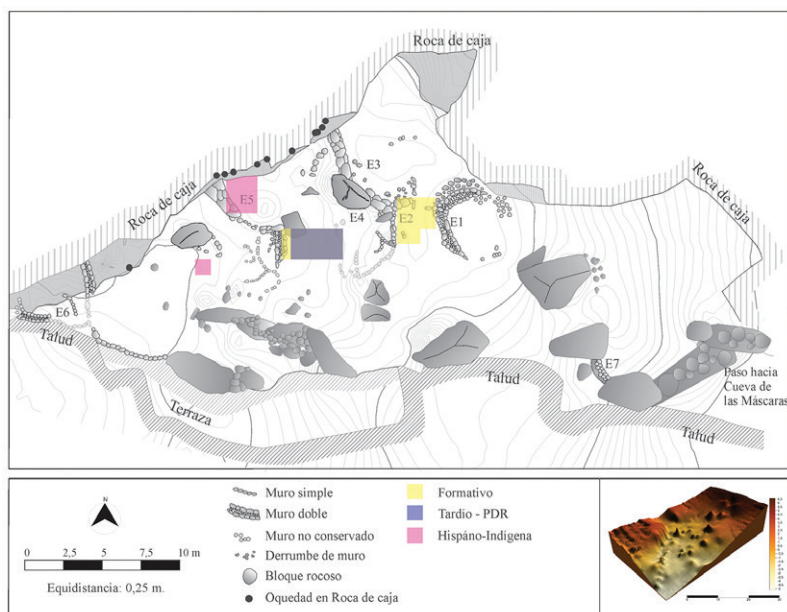 Roca de caja
Roca de caja
Roca de caja
E3
E5
E4
E2
E1
E6
Talud
E7
Talud
Paso hacia
Cueva de
las Máscaras
Terraza
Talud
N
0 2,5 5 7,5 10 m
Equidistancia: 0,25 m.
Muro simple
Muro doble
Muro no conservado
Derrumbe de muro
Bloque rocoso
Oquedad en Roca de caja
Formativo
Tardío - PDR
Hispáno-Indígena